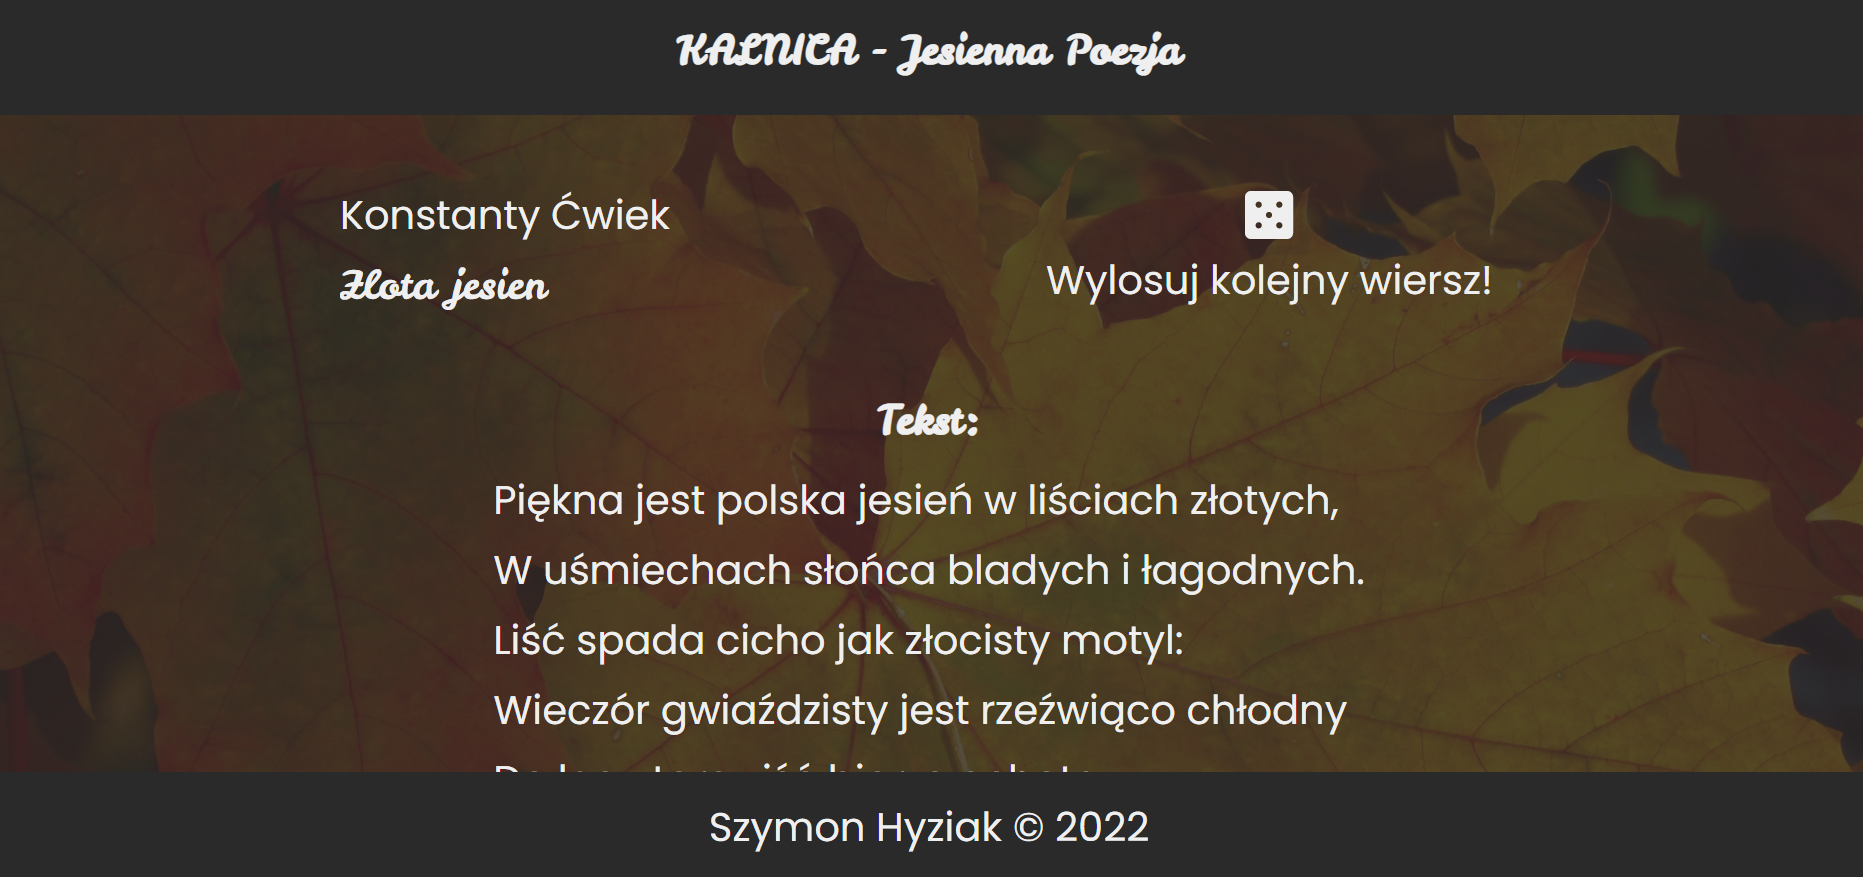 KALNICA - Jesienna Poezja
Konstanty Ćwiek
Złota jesien
Wylosuj kolejny wiersz!
Tekst:
Piękna jest polska jesień w liściach złotych,
W uśmiechach słońca bladych i łagodnych.
Liść spada cicho jak złocisty motyl:
Wieczór gwiaździsty jest rzeźwiąco chłodny
Szymon Hyziak © 2022